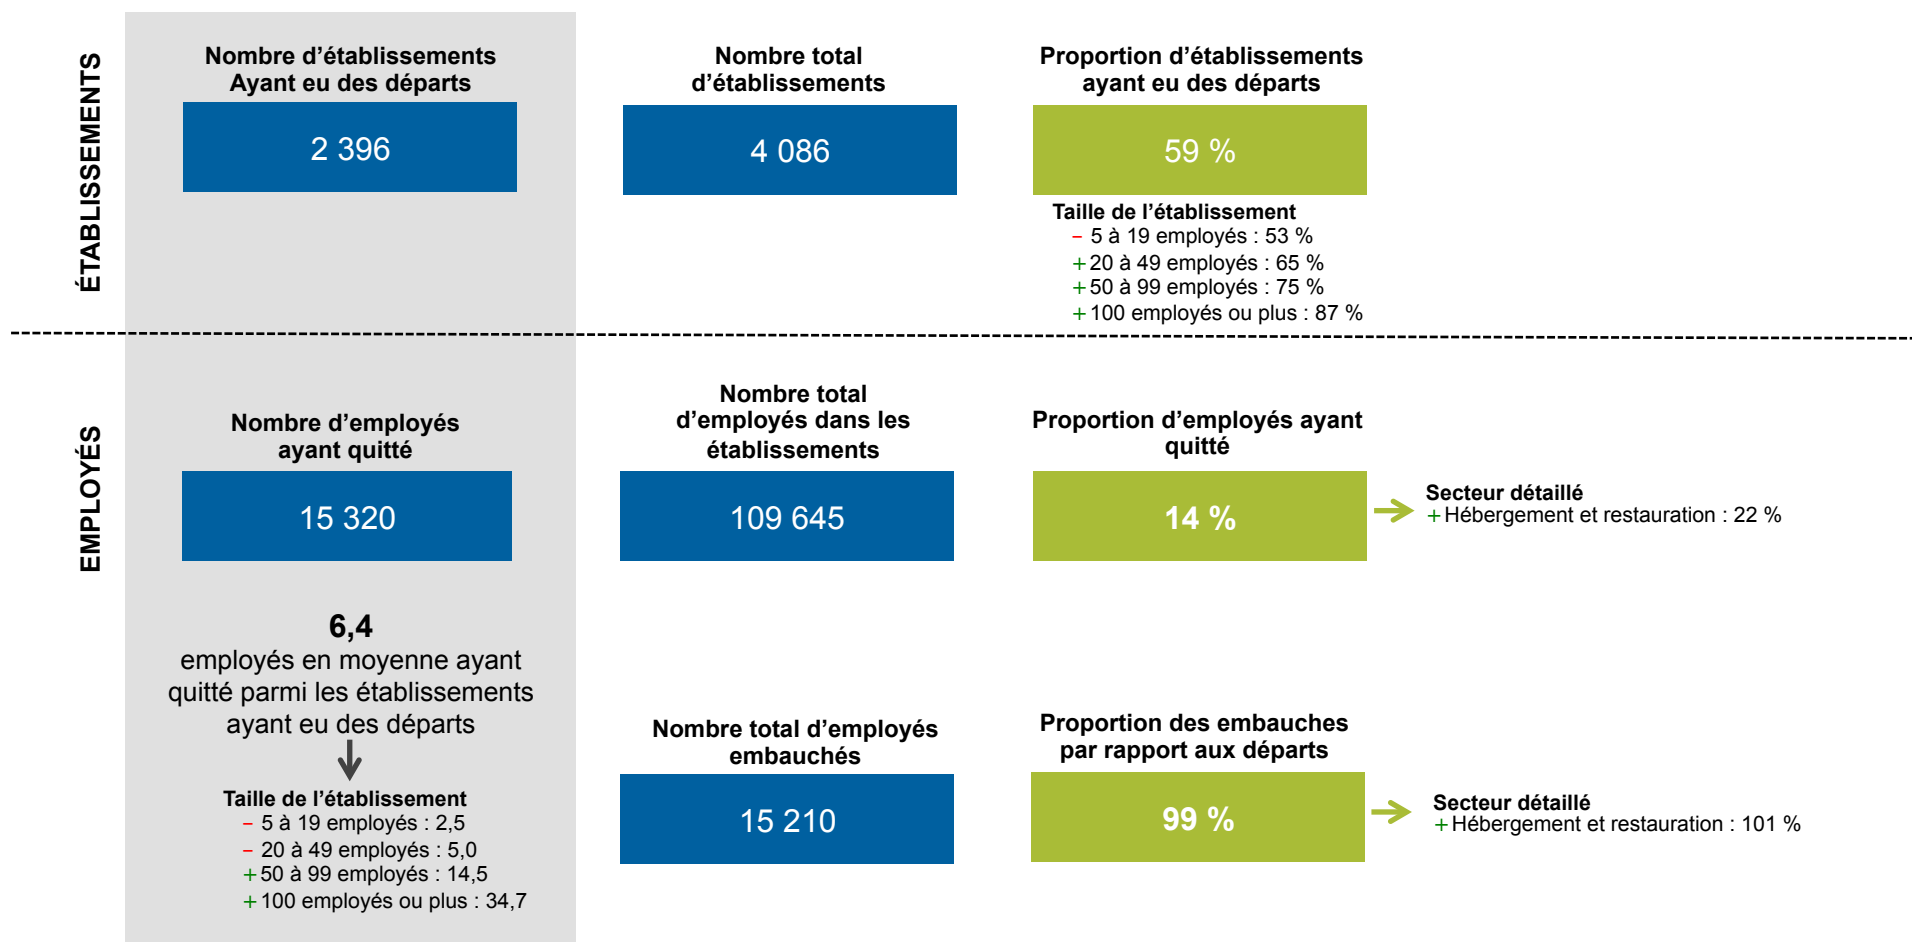 ÉTABLISSEMENTS
Nombre d’établissements
Ayant eu des départs
2 396
Nombre total
d’établissements
4 086
Proportion d’établissements
ayant eu des départs
59 %
Taille de l’établissement
– 5 à 19 employés : 53 %
+ 20 à 49 employés : 65 %
+ 50 à 99 employés : 75 %
+ 100 employés ou plus : 87 %
EMPLOYÉS
Nombre d’employés
ayant quitté
15 320
Nombre total
d’employés dans les
établissements
109 645
Proportion d’employés ayant
quitté
14 %
Secteur détaillé
+ Hébergement et restauration : 22 %
6,4
employés en moyenne ayant
quitté parmi les établissements
ayant eu des départs
Taille de l’établissement
– 5 à 19 employés : 2,5
– 20 à 49 employés : 5,0
+ 50 à 99 employés : 14,5
+ 100 employés ou plus : 34,7
Nombre total d’employés
embauchés
15 210
Proportion des embauches
par rapport aux départs
99 %
Secteur détaillé
+ Hébergement et restauration : 101 %